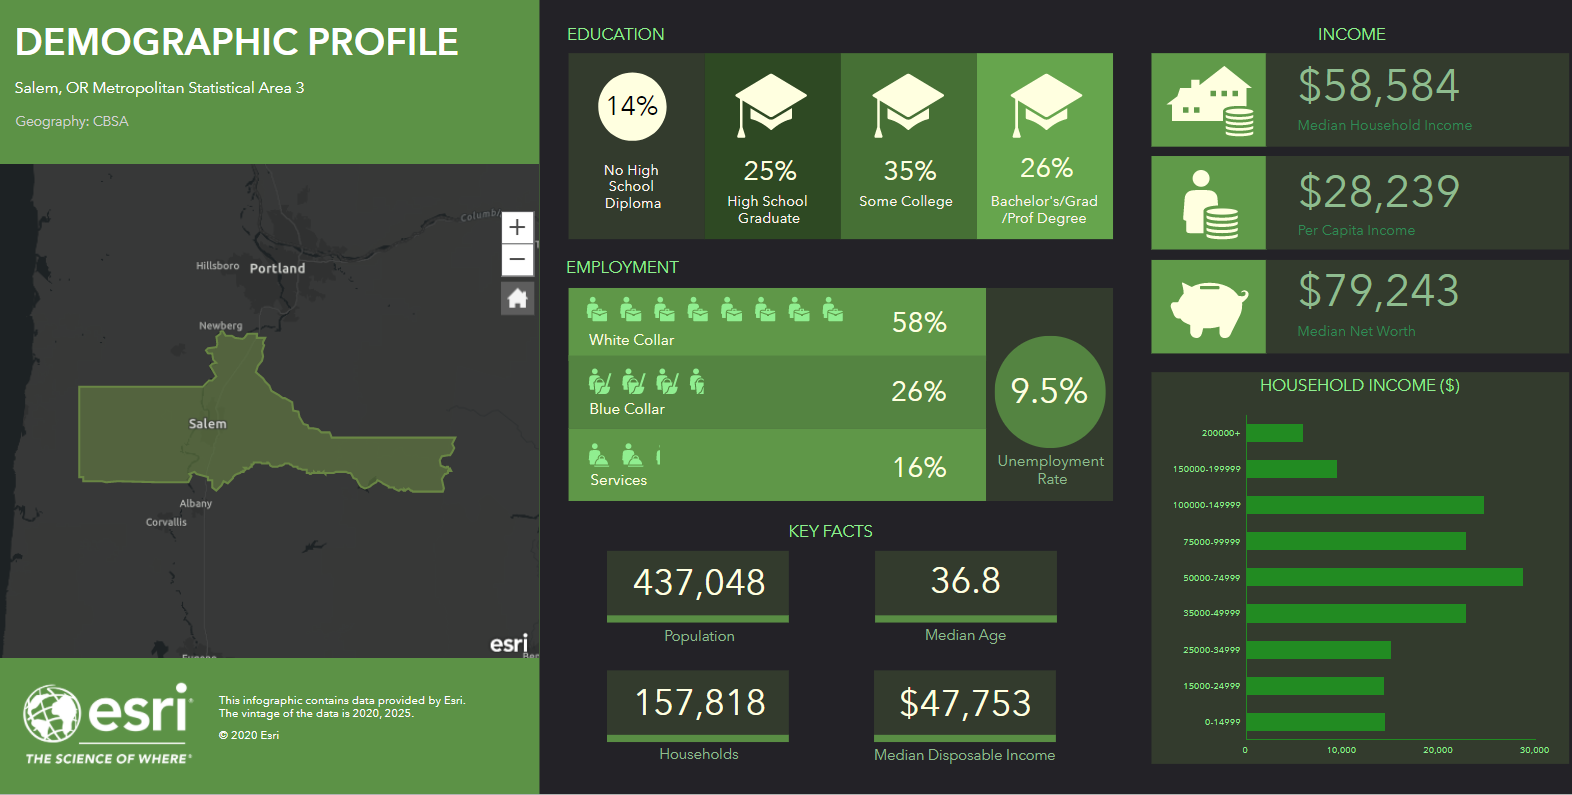 DEMOGRAPHIC PROFILE
Salem, OR Metropolitan Statistical Area 3
Geography: CBSA
Hillsboro
Portland
Newberg
Salem
Albany
Corvallis
+
−
esri
esri
THE SCIENCE OF WHERE®
This infographic contains data provided by Esri.
The vintage of the data is 2020, 2025.
© 2020 Esri
EDUCATION
14%
No High
School
Diploma
25%
High School
Graduate
35%
Some College
26%
Bachelor's/Grad
/Prof Degree
EMPLOYMENT
58%
White Collar
26%
Blue Collar
16%
Services
9.5%
Unemployment
Rate
KEY FACTS
437,048
Population
36.8
Median Age
157,818
Households
$47,753
Median Disposable Income
INCOME
$58,584
Median Household Income
$28,239
Per Capita Income
$79,243
Median Net Worth
HOUSEHOLD INCOME ($)
200000+
150000-199999
100000-149999
75000-99999
50000-74999
35000-49999
25000-34999
15000-24999
0-14999
0 10,000 20,000 30,000